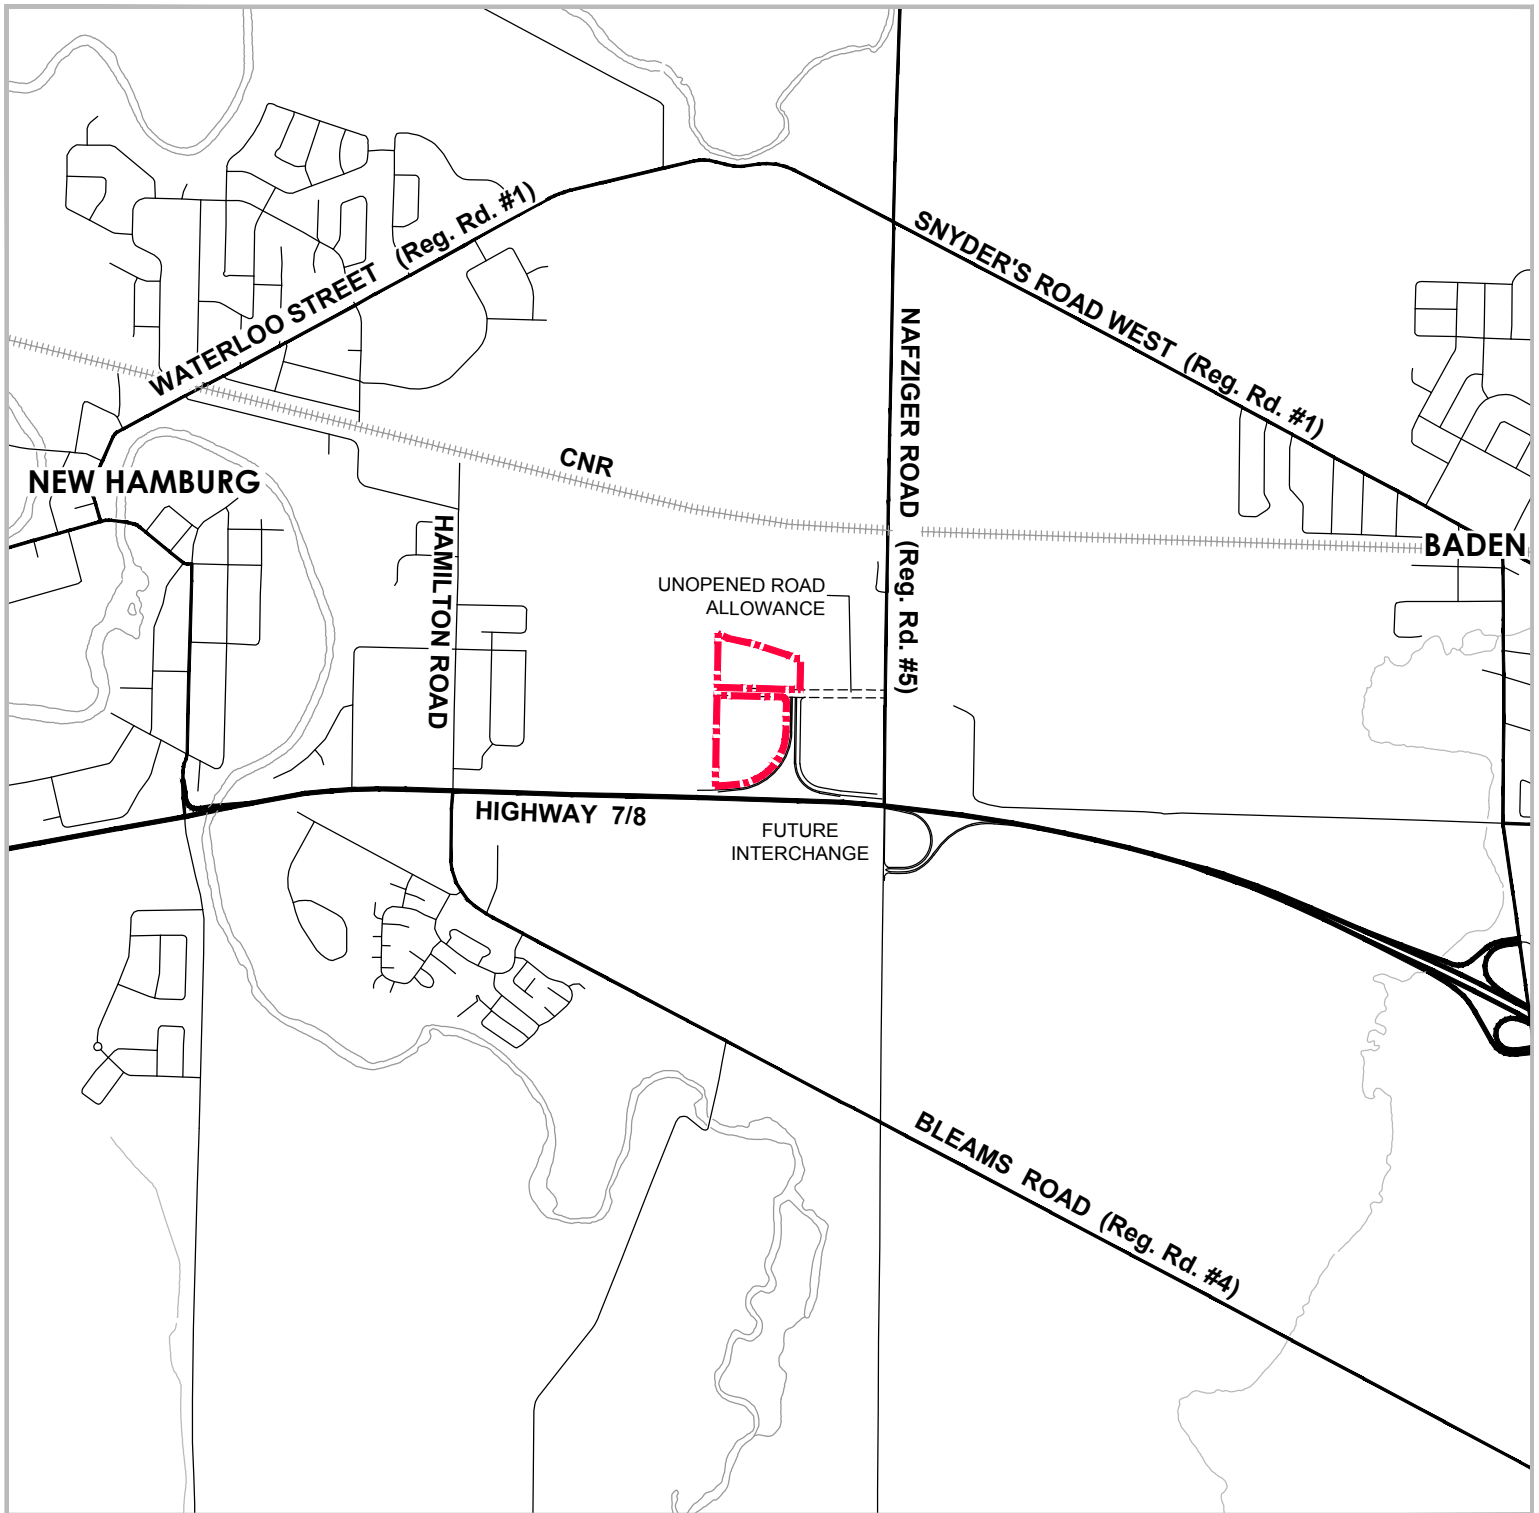 WATERLOO STREET (Reg. Rd. #1)
SNYDER'S ROAD WEST (Reg. Rd. #1)
NAFZIGER ROAD (Reg. Rd. #5)
CNR
NEW HAMBURG
BADEN
HAMILTON ROAD
UNOPENED ROAD
ALLOWANCE
HIGHWAY 7/8
FUTURE
INTERCHANGE
BLEAMS ROAD (Reg. Rd. #4)